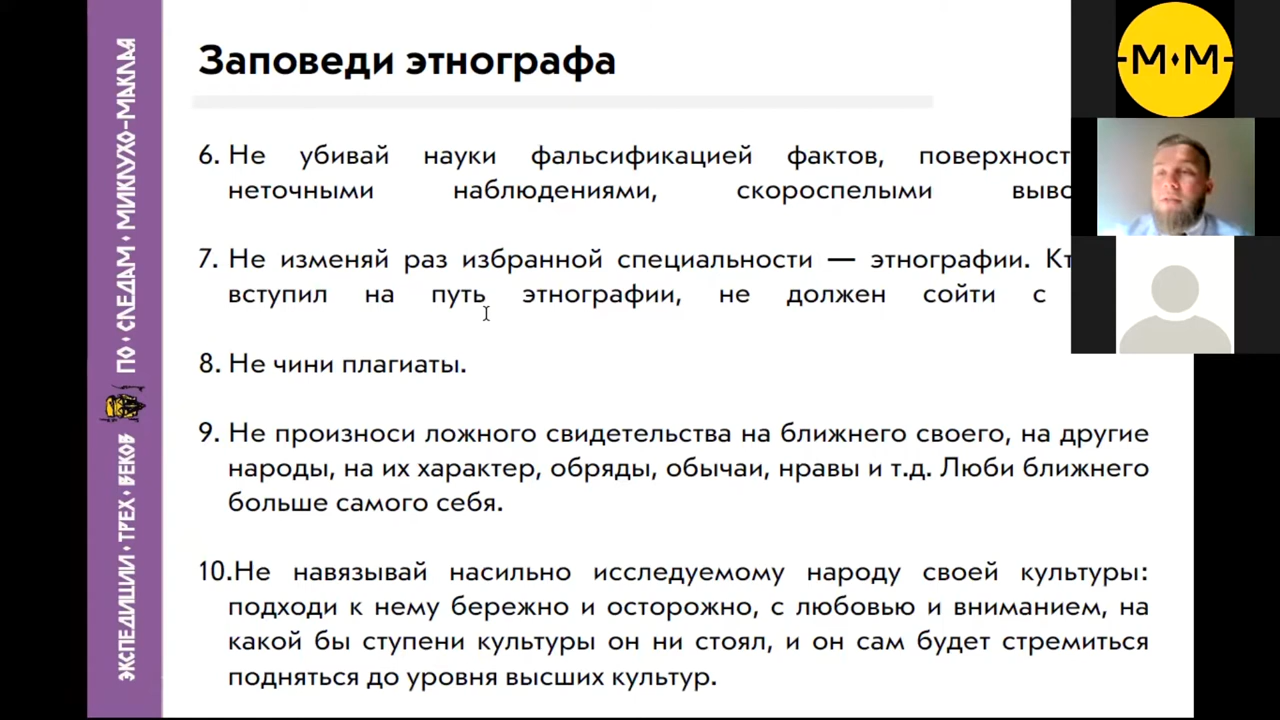 Заповеди этнографа
6. Не убивай науки фальсификацией фактов,
неточными наблюдениями, скороспелыми
7. Не изменяй раз избранной специальности — этнографии.
вступил на путь этнографии, не должен сойти с
8. Не чини плагиаты.
9. Не произноси ложного свидетельства на ближнего своего, на другие
народы, на их характер, обряды, обычаи, нравы и т.д. Люби ближнего
больше самого себя.
10.Не навязывай насильно исследуемому народу своей культуры:
подходи к нему бережно и осторожно, с любовью и вниманием, на
какой бы ступени культуры он ни стоял, и он сам будет стремиться
подняться до уровня высших культур.
ЭКСПЕДИЦИИ·ТРЕХ·ВЕКОВ ПО·СЛЕДАМ·МИКЛУХО-МАКЛАЯ
-М·М-